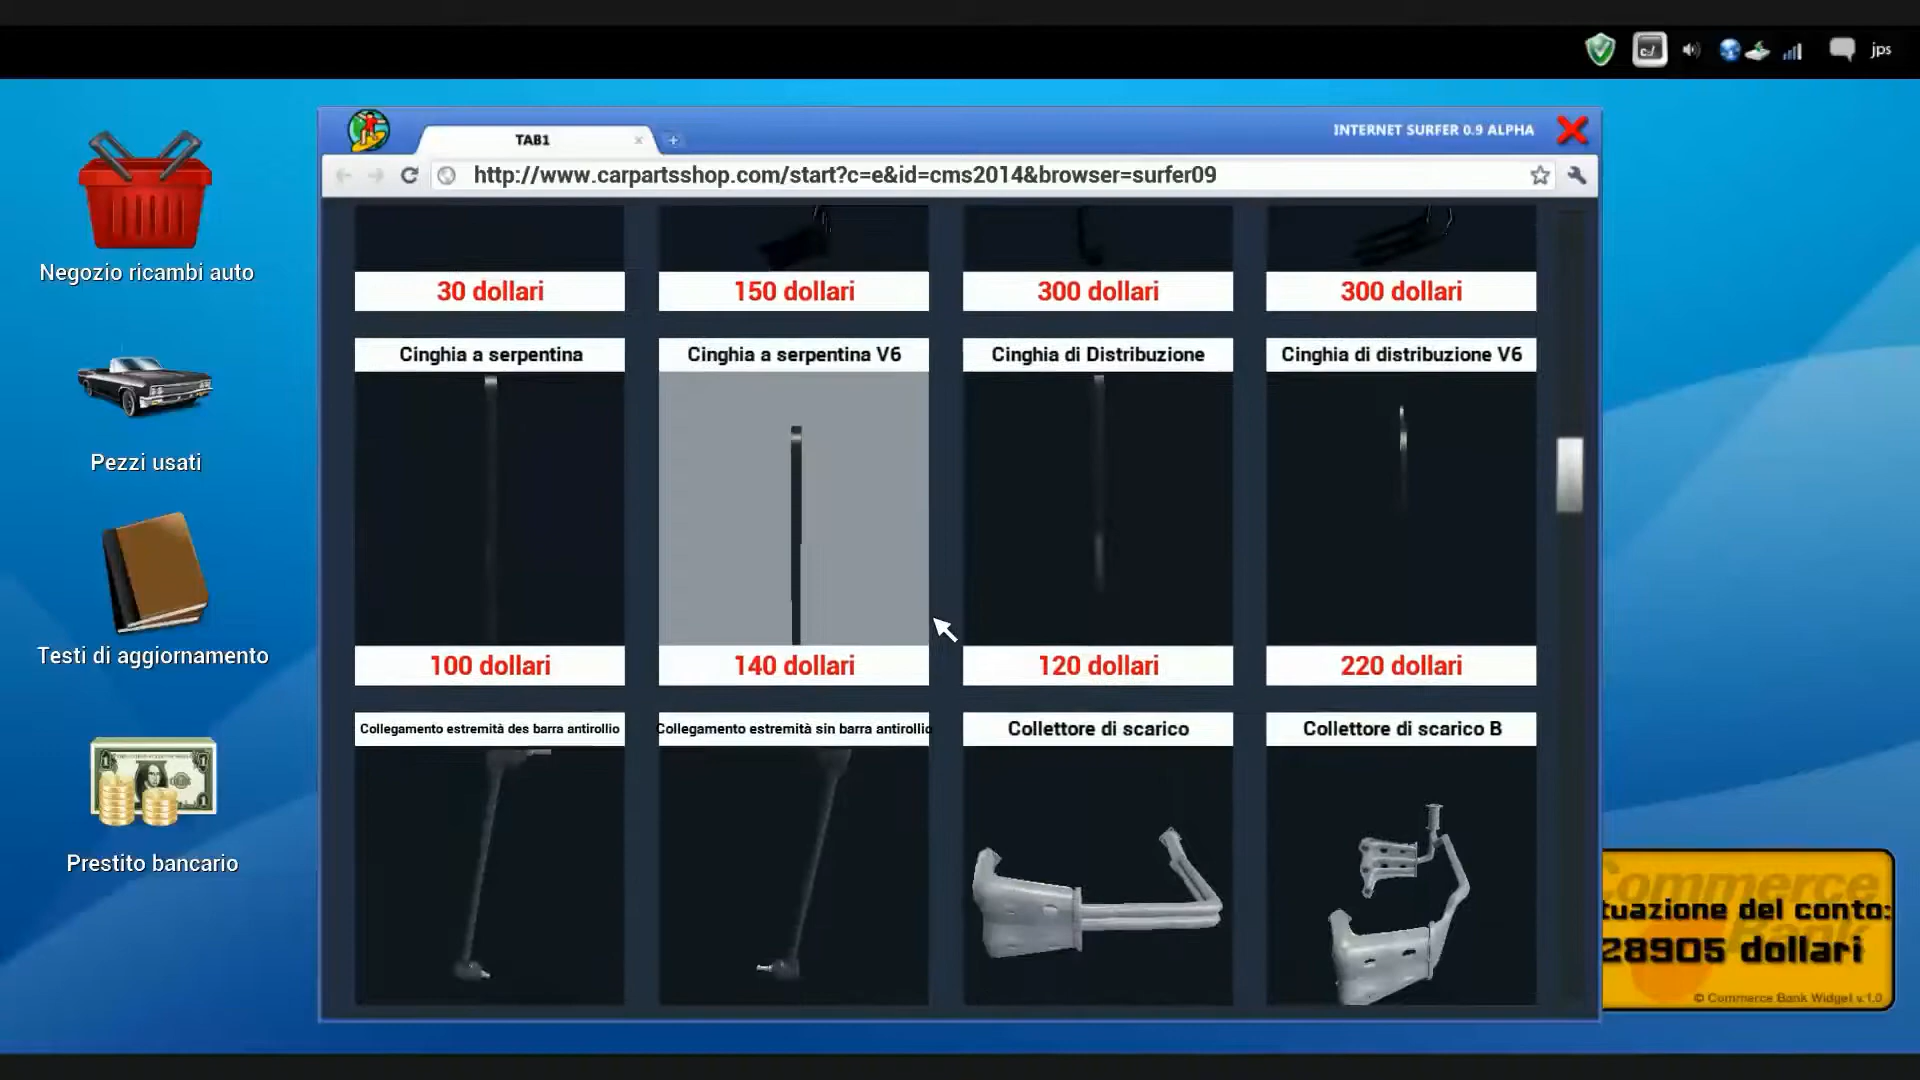 jps
TAB1
INTERNET SURFER 0.9 ALPHA
http://www.carpartsshop.com/start?c=e&id=cms2014&browser=surfer09
Negozio ricambi auto
Pezzi usati
Testi di aggiornamento
Prestito bancario
30 dollari
150 dollari
300 dollari
300 dollari
Cinghia a serpentina
Cinghia a serpentina V6
Cinghia di Distribuzione
Cinghia di distribuzione V6
100 dollari
140 dollari
120 dollari
220 dollari
Collegamento estremità des barra antirollio
Collegamento estremità sin barra antirollio
Collettore di scarico
Collettore di scarico B
Commerce
Bank
tuazione del conto:
28905 dollari
© Commerce Bank Widget v.1.0